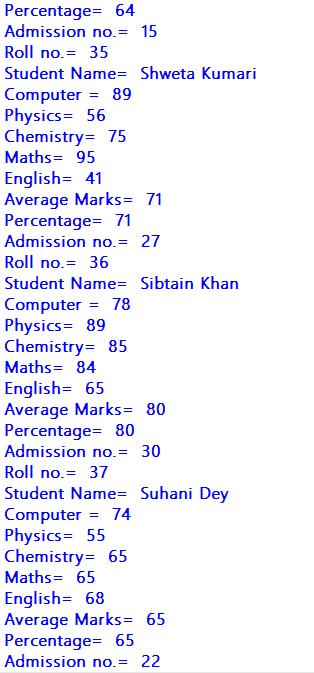 Percentage=  64
Admission no.=  15
Roll no.=  35
Student Name=  Shweta Kumari
Computer =  89
Physics=  56
Chemistry=  75
Maths=  95
English=  41
Average Marks=  71
Percentage=  71
Admission no.=  27
Roll no.=  36
Student Name=  Sibtain Khan
Computer =  78
Physics=  89
Chemistry=  85
Maths=  84
English=  65
Average Marks=  80
Percentage=  80
Admission no.=  30
Roll no.=  37
Student Name=  Suhani Dey
Computer =  74
Physics=  55
Chemistry=  65
Maths=  65
English=  68
Average Marks=  65
Percentage=  65
Admission no.=  22